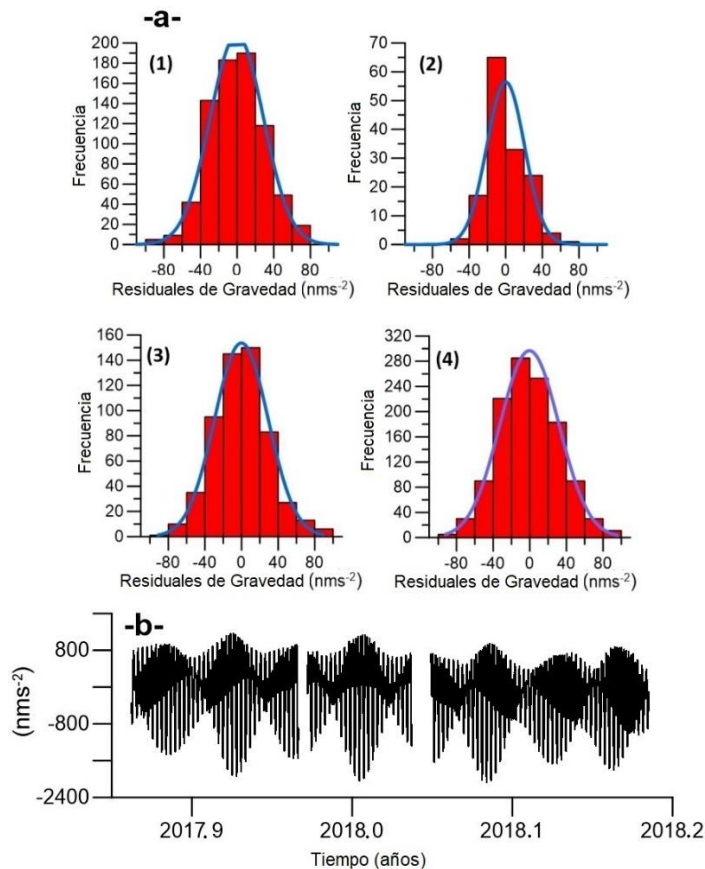 -a-
(1)
Frecuencia
200
180
160
140
120
100
80
60
40
20
0
-80 -40 0 40 80
Residuales de Gravedad (nms⁻²)
(2)
Frecuencia
70
60
50
40
30
20
10
0
-80 -40 0 40 80
Residuales de Gravedad (nms⁻²)
(3)
Frecuencia
160
140
120
100
80
60
40
20
0
-80 -40 0 40 80
Residuales de Gravedad (nms⁻²)
(4)
Frecuencia
320
280
240
200
160
120
80
40
0
-80 -40 0 40 80
Residuales de Gravedad (nms⁻²)
-b-
(nms⁻²)
800
-800
-2400
2017.9 2018.0 2018.1 2018.2
Tiempo (años)